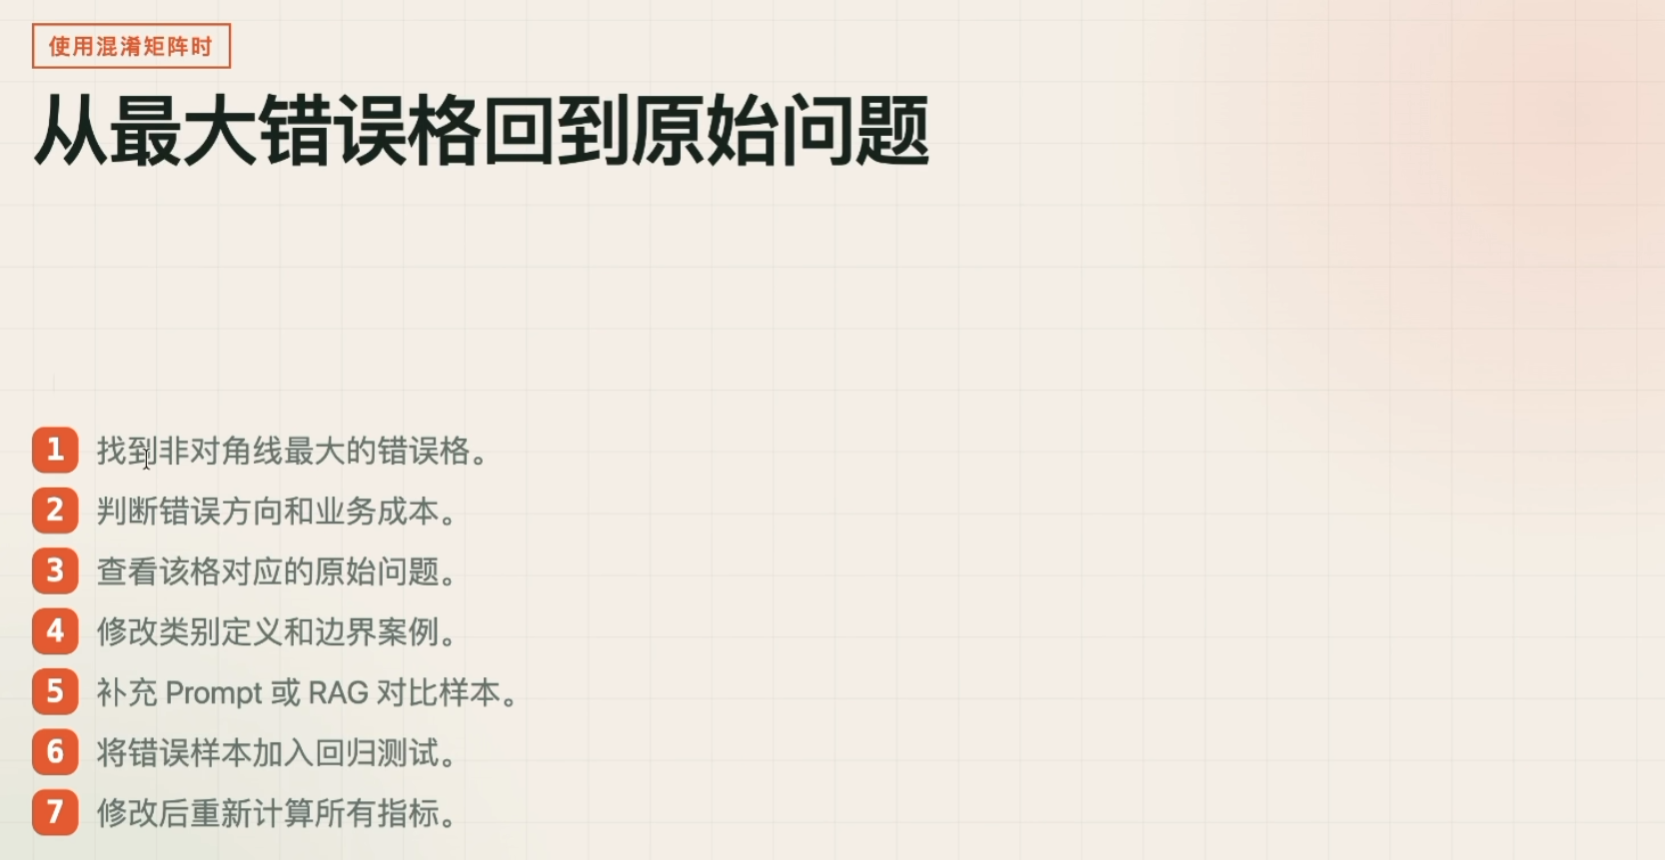 使用混淆矩阵时
从最大错误格回到原始问题
1 找到非对角线最大的错误格。
2 判断错误方向和业务成本。
3 查看该格对应的原始问题。
4 修改类别定义和边界案例。
5 补充 Prompt 或 RAG 对比样本。
6 将错误样本加入回归测试。
7 修改后重新计算所有指标。